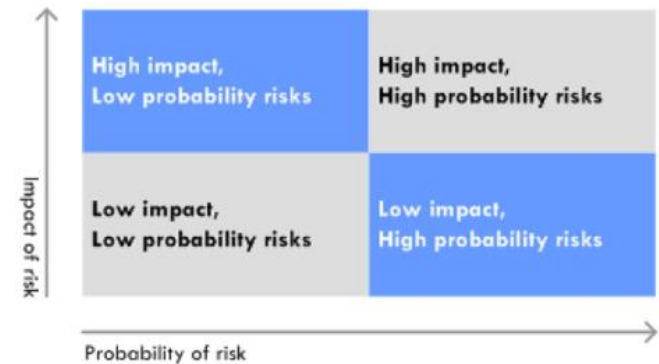 High impact,
Low probability risks
High impact,
High probability risks
Impact of risk
Low impact,
Low probability risks
Low impact,
High probability risks
Probability of risk